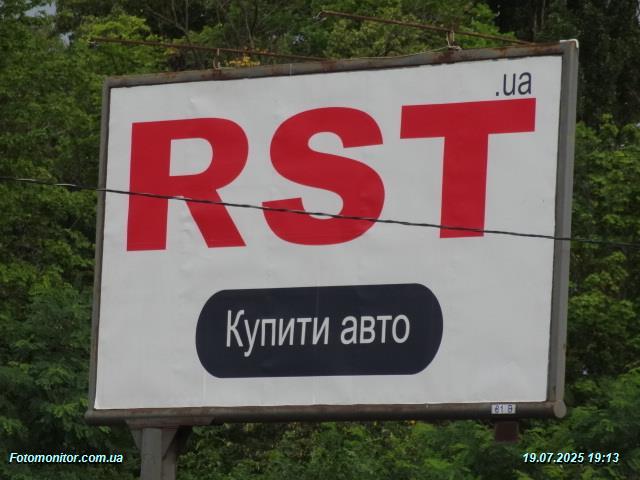 .ua
RST
Купити авто
61 B
Fotomonitor.com.ua
19.07.2025 19:13